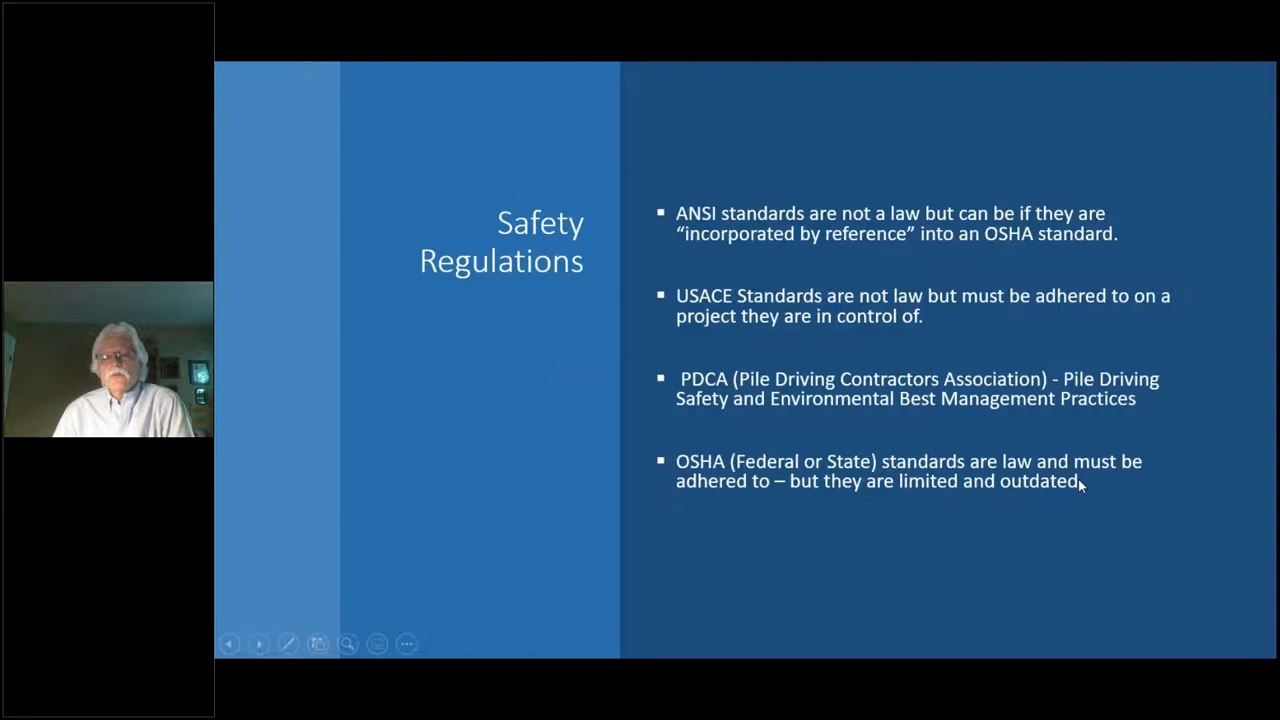 Safety
Regulations
▪ ANSI standards are not a law but can be if they are
“incorporated by reference” into an OSHA standard.
▪ USACE Standards are not law but must be adhered to on a
project they are in control of.
▪ PDCA (Pile Driving Contractors Association) - Pile Driving
Safety and Environmental Best Management Practices
▪ OSHA (Federal or State) standards are law and must be
adhered to – but they are limited and outdated